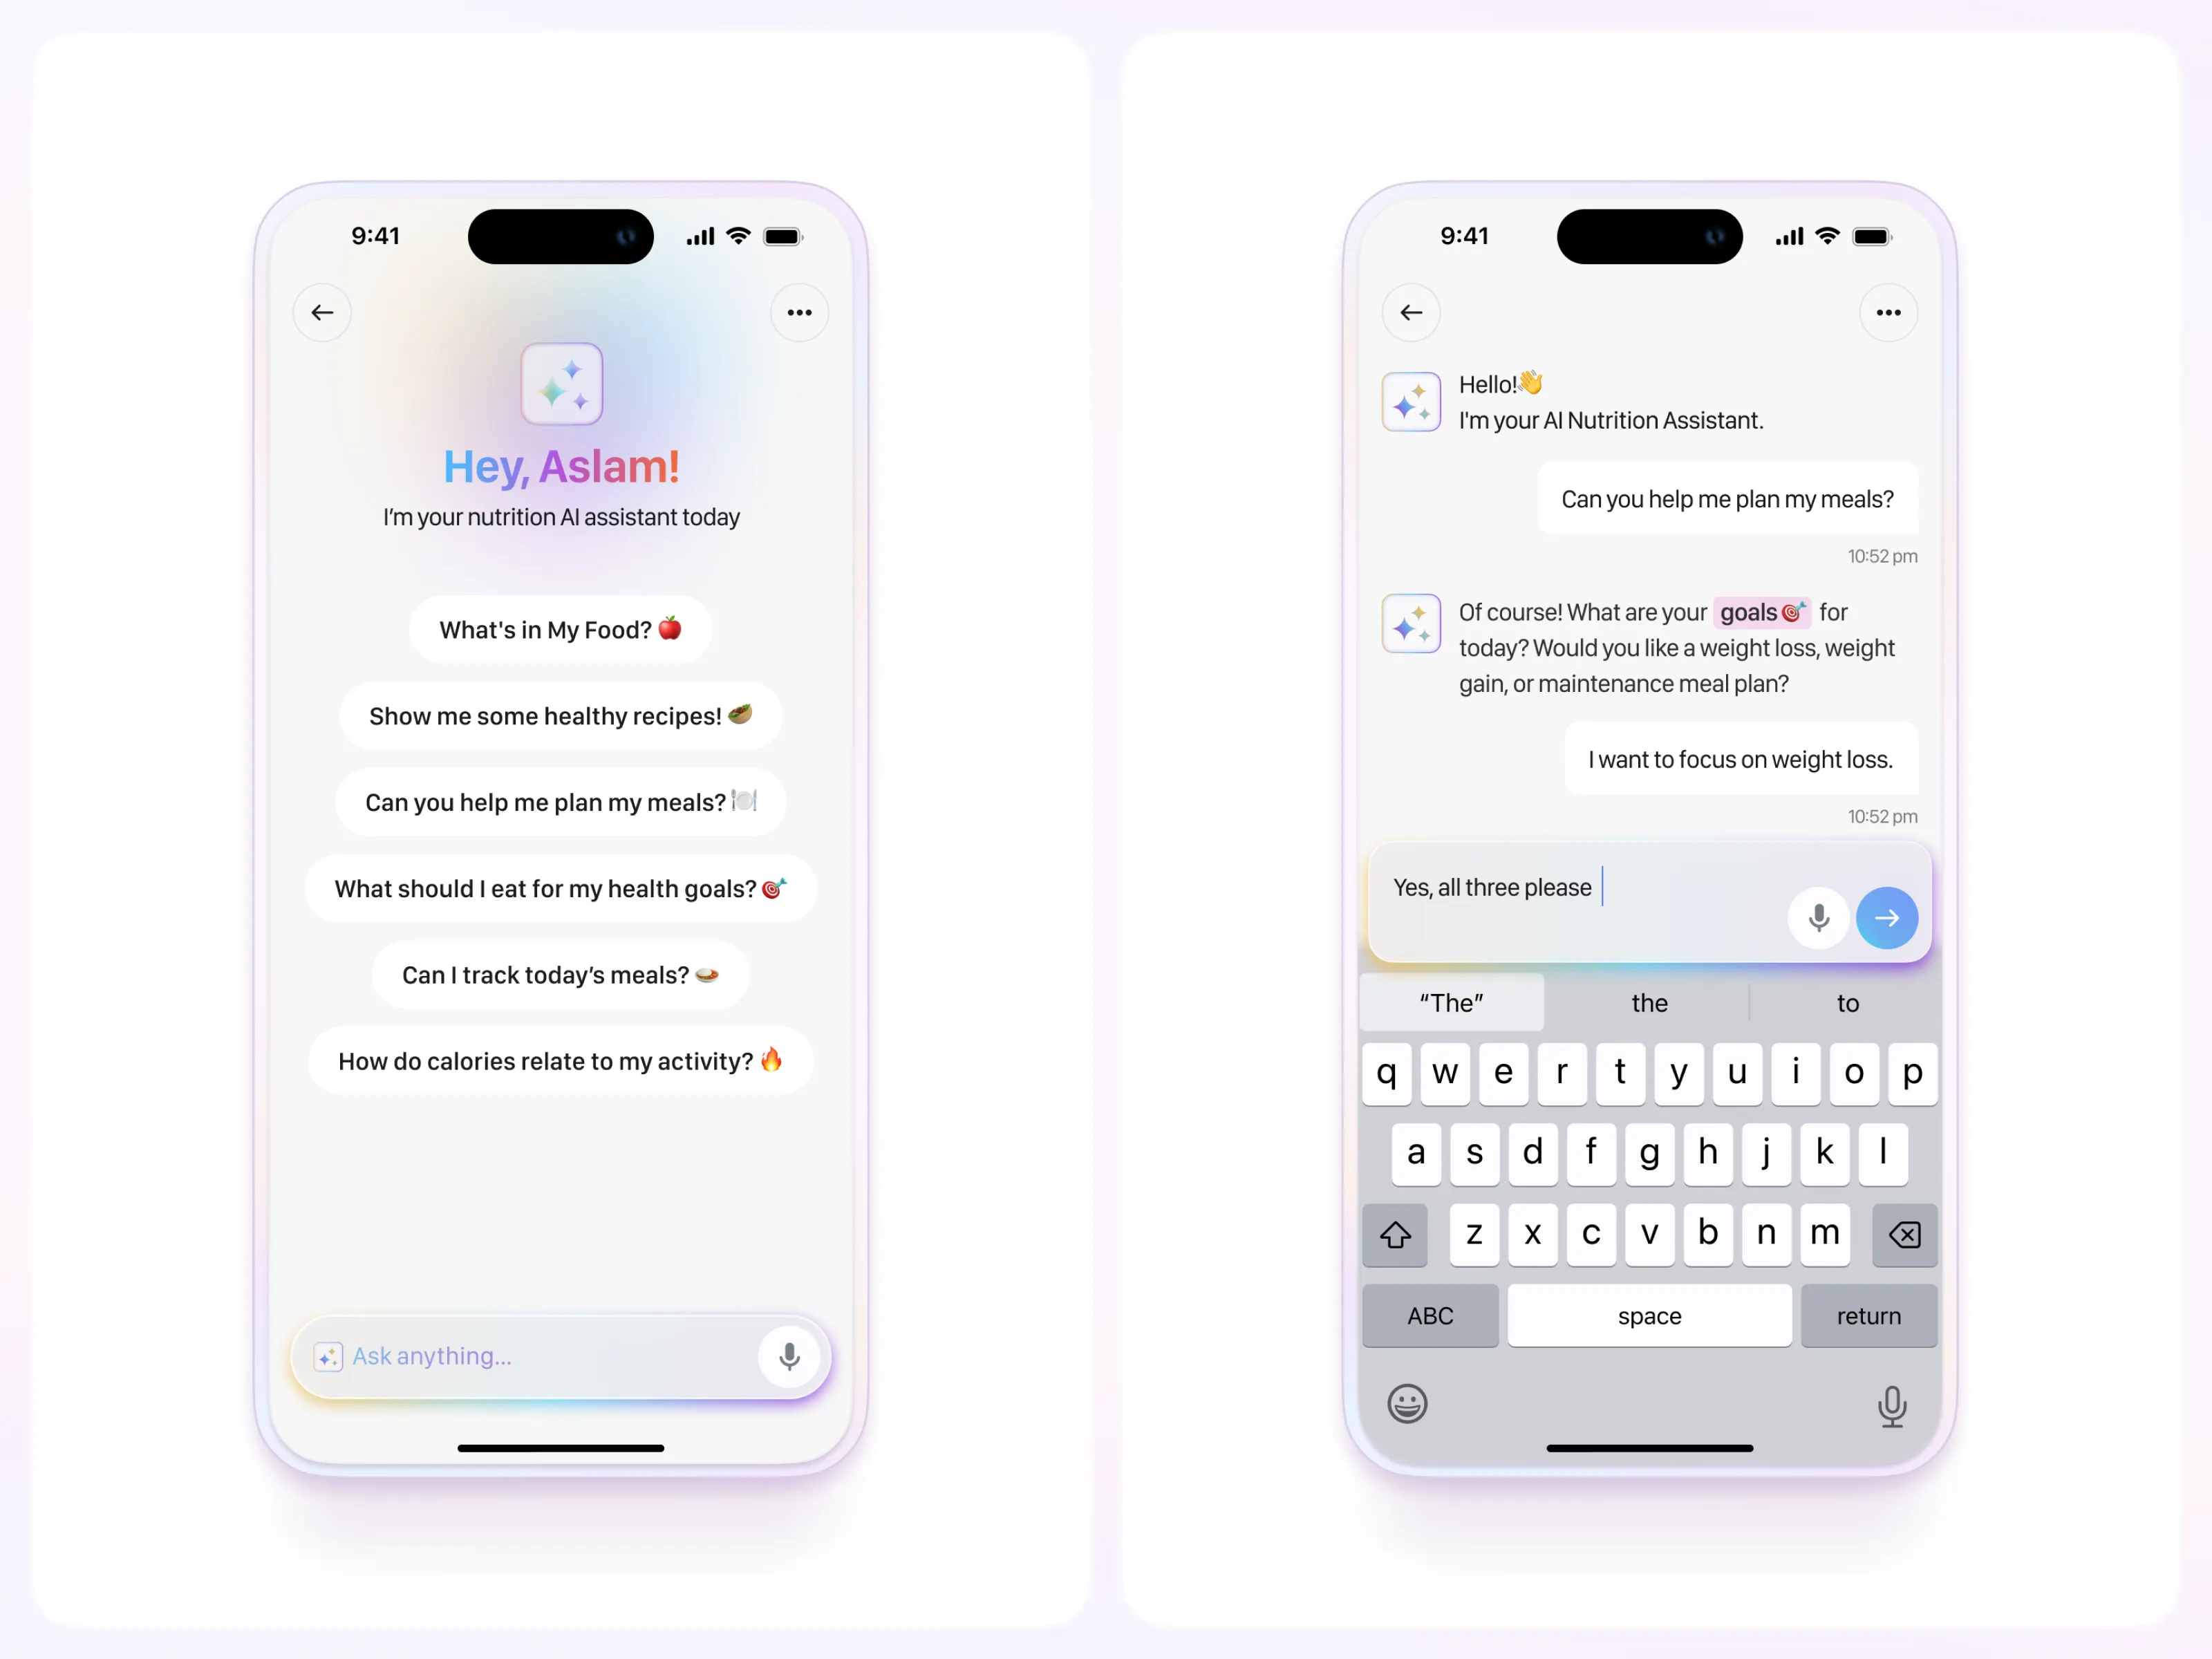 9:41
Hey, Aslam!
I’m your nutrition AI assistant today
What's in My Food? 🍎
Show me some healthy recipes! 🥙
Can you help me plan my meals? 🍽️
What should I eat for my health goals? 🎯
Can I track today’s meals? 🍛
How do calories relate to my activity? 🔥
Ask anything...
9:41
Hello!👋
I'm your AI Nutrition Assistant.
Can you help me plan my meals?
10:52 pm
Of course! What are your goals🎯 for
today? Would you like a weight loss, weight
gain, or maintenance meal plan?
I want to focus on weight loss.
10:52 pm
Yes, all three please
“The” the to
q w e r t y u i o p
a s d f g h j k l
z x c v b n m
ABC space return